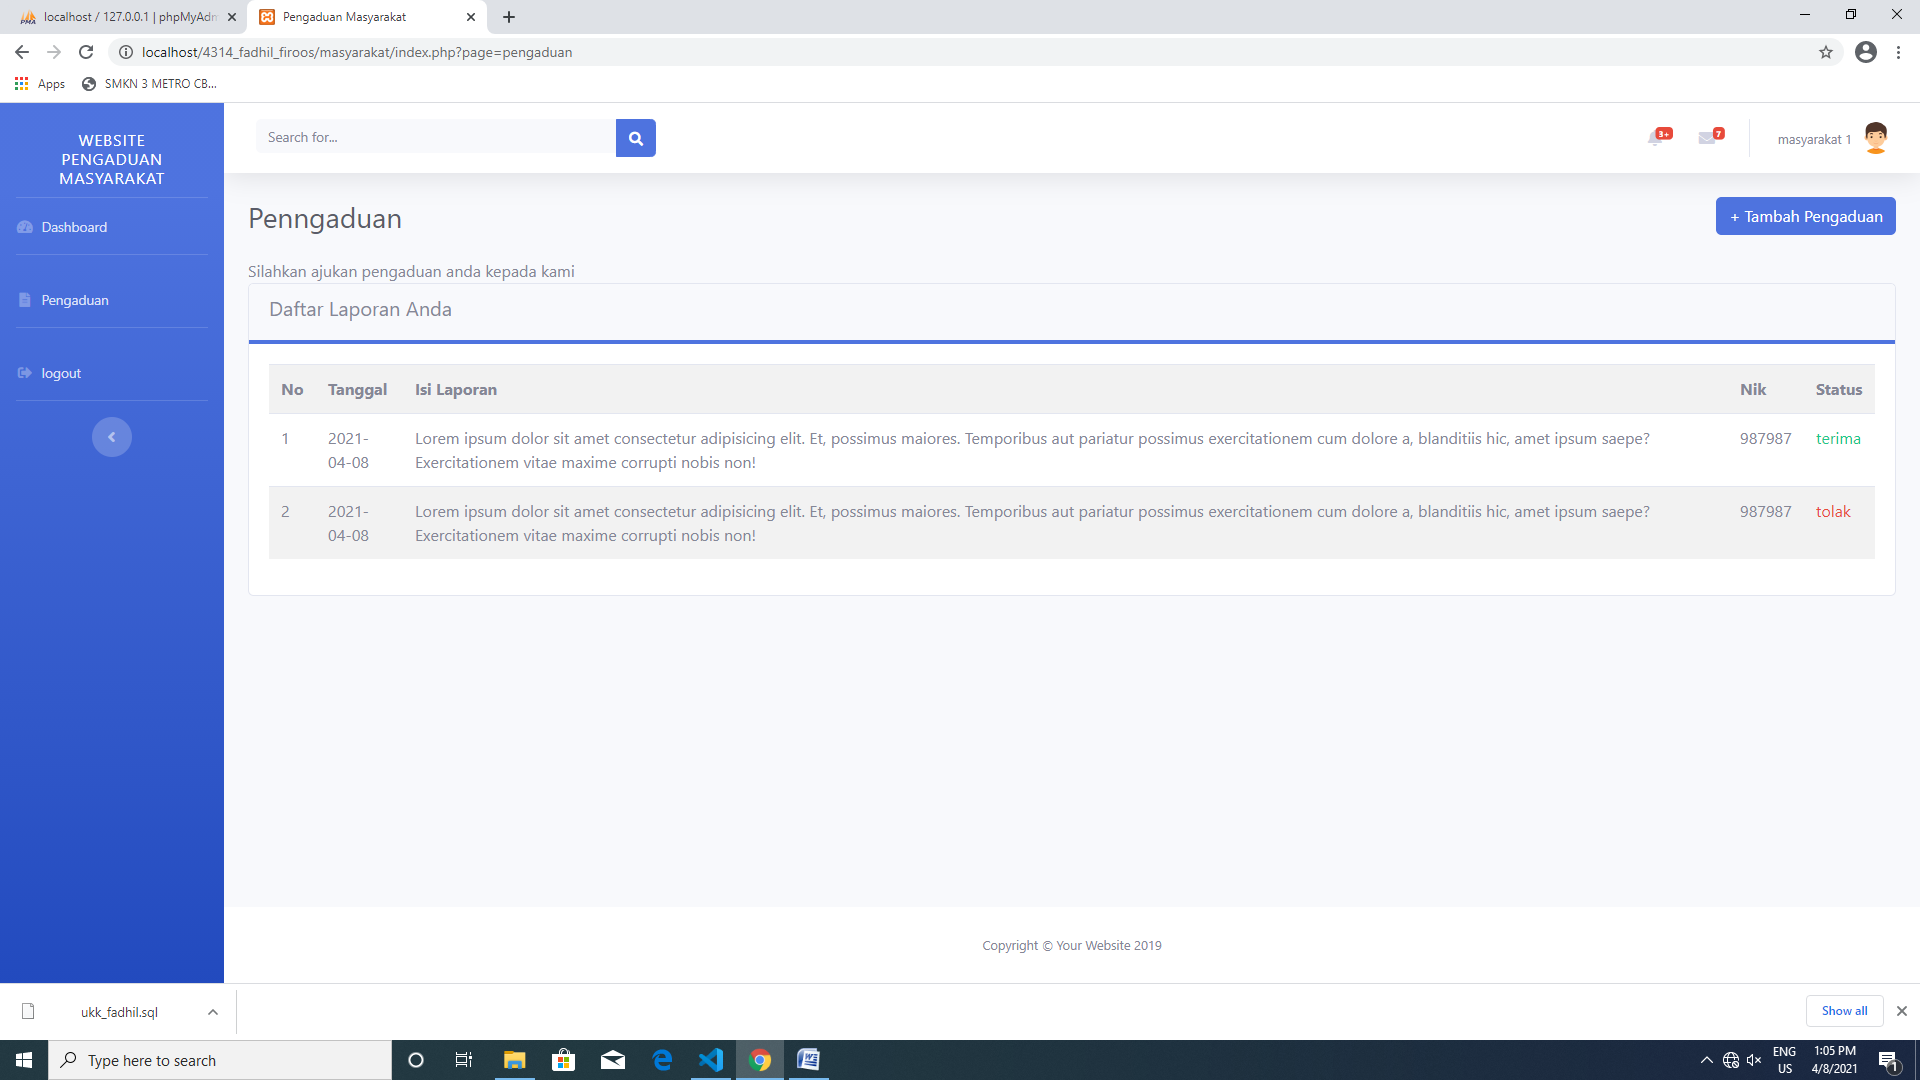 localhost / 127.0.0.1 | phpMyAdm
Pengaduan Masyarakat
localhost/4314_fadhil_firoos/masyarakat/index.php?page=pengaduan
Apps
SMKN 3 METRO CB...
WEBSITE
PENGADUAN
MASYARAKAT
Dashboard
Pengaduan
logout
Search for...
3+
7
masyarakat 1
Penngaduan
+ Tambah Pengaduan
Silahkan ajukan pengaduan anda kepada kami
Daftar Laporan Anda
No Tanggal Isi Laporan Nik Status
1 2021- Lorem ipsum dolor sit amet consectetur adipisicing elit. Et, possimus maiores. Temporibus aut pariatur possimus exercitationem cum dolore a, blanditiis hic, amet ipsum saepe? 987987 terima
04-08 Exercitationem vitae maxime corrupti nobis non!
2 2021- Lorem ipsum dolor sit amet consectetur adipisicing elit. Et, possimus maiores. Temporibus aut pariatur possimus exercitationem cum dolore a, blanditiis hic, amet ipsum saepe? 987987 tolak
04-08 Exercitationem vitae maxime corrupti nobis non!
Copyright © Your Website 2019
ukk_fadhil.sql
Show all
Type here to search
ENG
US
1:05 PM
4/8/2021
1